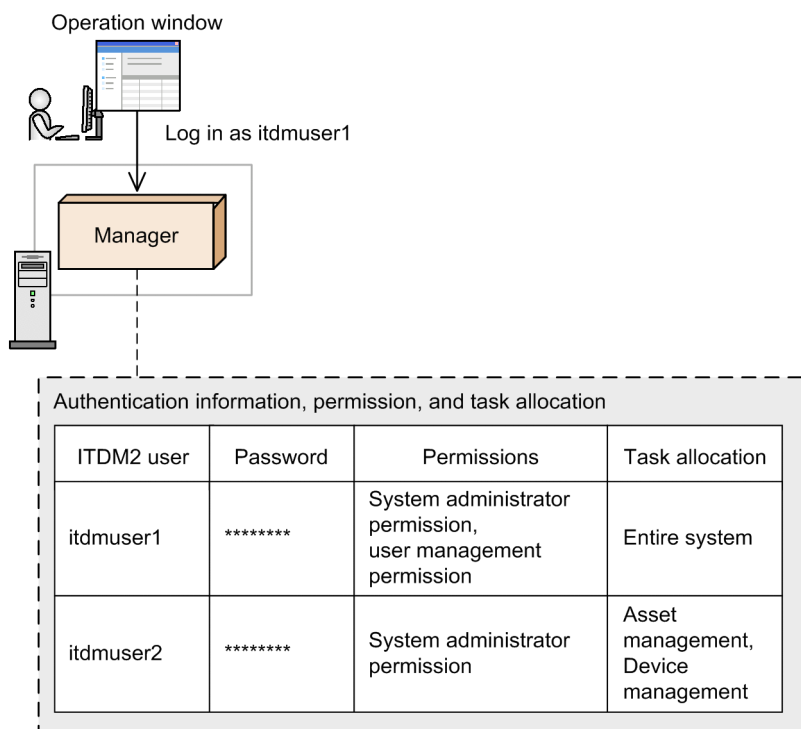 Operation window
Log in as itdmuser1
Manager
Authentication information, permission, and task allocation
ITDM2 user
Password
Permissions
Task allocation
itdmuser1
********
System administrator
permission,
user management
permission
Entire system
itdmuser2
********
System administrator
permission
Asset
management,
Device
management